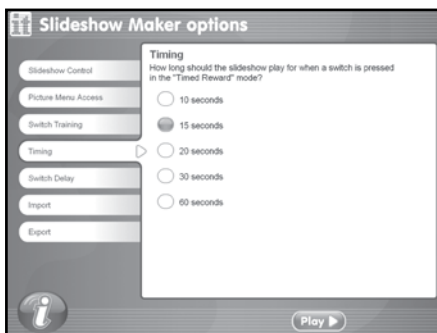 it Slideshow Maker options
Slideshow Control
Picture Menu Access
Switch Training
Timing
Switch Delay
Import
Export
Timing
How long should the slideshow play for when a switch is pressed
in the "Timed Reward" mode?
10 seconds
15 seconds
20 seconds
30 seconds
60 seconds
i
Play